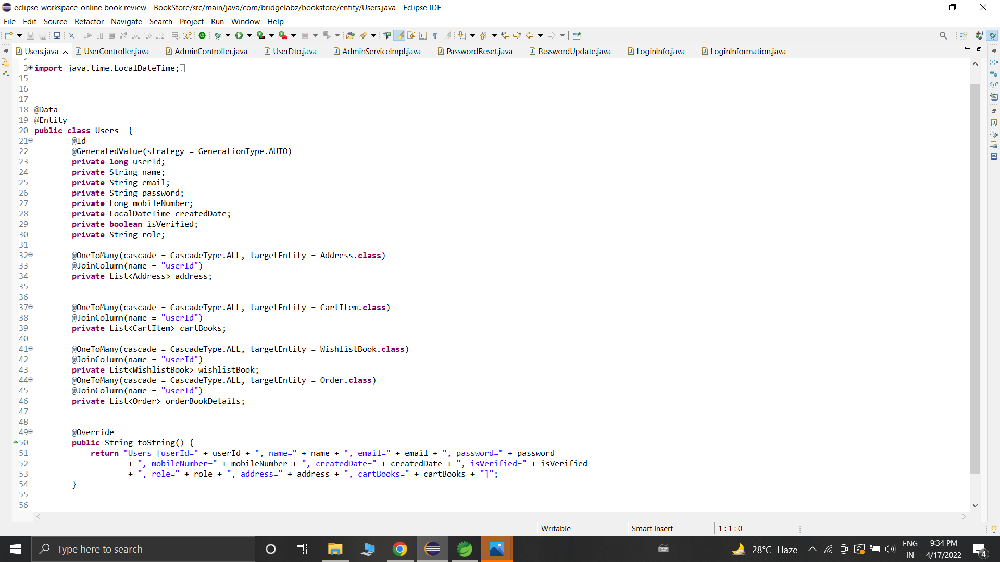 eclipse-workspace-online book review - BookStore/src/main/java/com/bridgelabz/bookstore/entity/Users.java - Eclipse IDE
File Edit Source Refactor Navigate Search Project Run Window Help
Users.java UserController.java AdminController.java UserDto.java AdminServiceImpl.java PasswordReset.java PasswordUpdate.java LoginInfo.java LoginInformation.java
2
3 import java.time.LocalDateTime;
15
16
17
18 @Data
19 @Entity
20 public class Users  {
21 @Id
22 @GeneratedValue(strategy = GenerationType.AUTO)
23 private long userId;
24 private String name;
25 private String email;
26 private String password;
27 private Long mobileNumber;
28 private LocalDateTime createdDate;
29 private boolean isVerified;
30 private String role;
31
32 @OneToMany(cascade = CascadeType.ALL, targetEntity = Address.class)
33 @JoinColumn(name = "userId")
34 private List<Address> address;
35
36
37 @OneToMany(cascade = CascadeType.ALL, targetEntity = CartItem.class)
38 @JoinColumn(name = "userId")
39 private List<CartItem> cartBooks;
40
41 @OneToMany(cascade = CascadeType.ALL, targetEntity = WishlistBook.class)
42 @JoinColumn(name = "userId")
43 private List<WishlistBook> wishlistBook;
44 @OneToMany(cascade = CascadeType.ALL, targetEntity = Order.class)
45 @JoinColumn(name = "userId")
46 private List<Order> orderBookDetails;
47
48
49 @Override
50 public String toString() {
51 return "Users [userId=" + userId + ", name=" + name + ", email=" + email + ", password=" + password
52 + ", mobileNumber=" + mobileNumber + ", createdDate=" + createdDate + ", isVerified=" + isVerified
53 + ", role=" + role + ", address=" + address + ", cartBooks=" + cartBooks + "]";
54 }
55
56
Writable Smart Insert 1 : 1 : 0
Type here to search 28°C Haze ENG IN 9:34 PM 4/17/2022 4